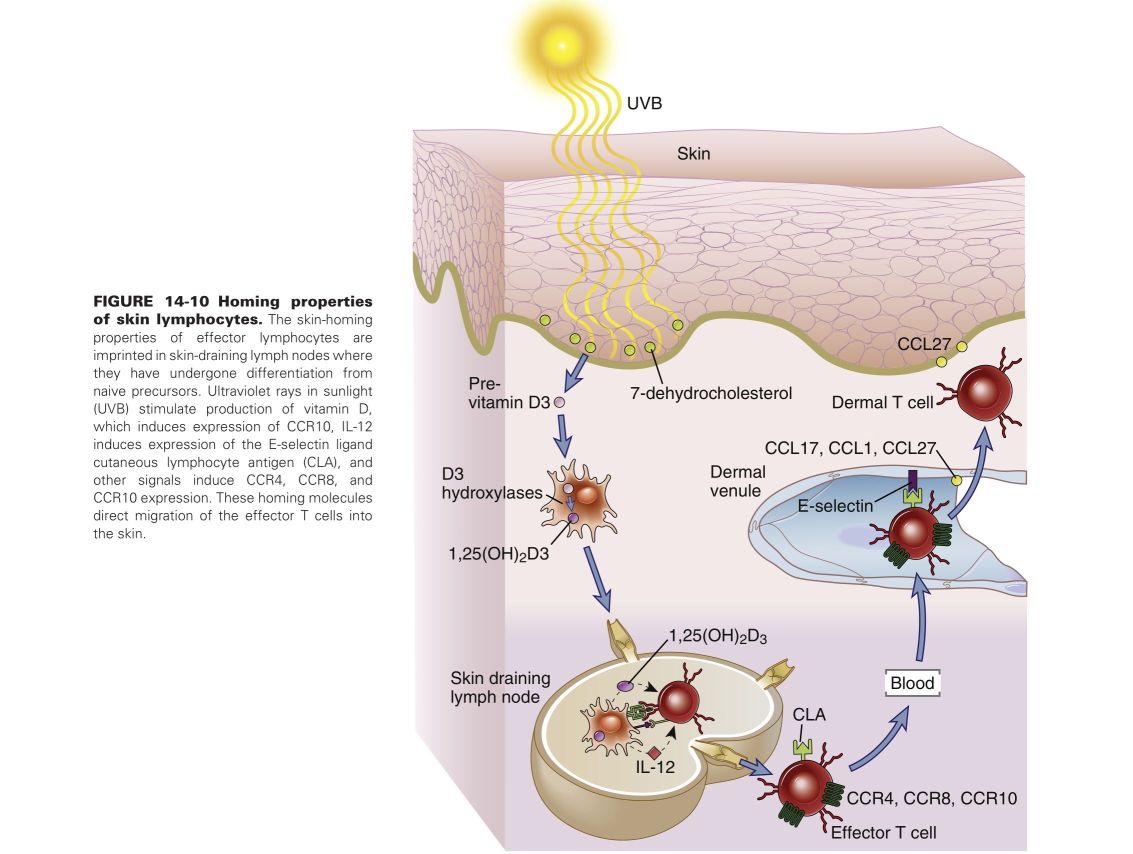 FIGURE 14-10 Homing properties
of skin lymphocytes. The skin-homing
properties of effector lymphocytes are
imprinted in skin-draining lymph nodes where
they have undergone differentiation from
naive precursors. Ultraviolet rays in sunlight
(UVB) stimulate production of vitamin D,
which induces expression of CCR10, IL-12
induces expression of the E-selectin ligand
cutaneous lymphocyte antigen (CLA), and
other signals induce CCR4, CCR8, and
CCR10 expression. These homing molecules
direct migration of the effector T cells into
the skin.
UVB
Skin
CCL27
Pre-
vitamin D3
7-dehydrocholesterol
Dermal T cell
CCL17, CCL1, CCL27
D3
hydroxylases
Dermal
venule
E-selectin
1,25(OH)2D3
1,25(OH)2D3
Skin draining
lymph node
Blood
CLA
IL-12
CCR4, CCR8, CCR10
Effector T cell